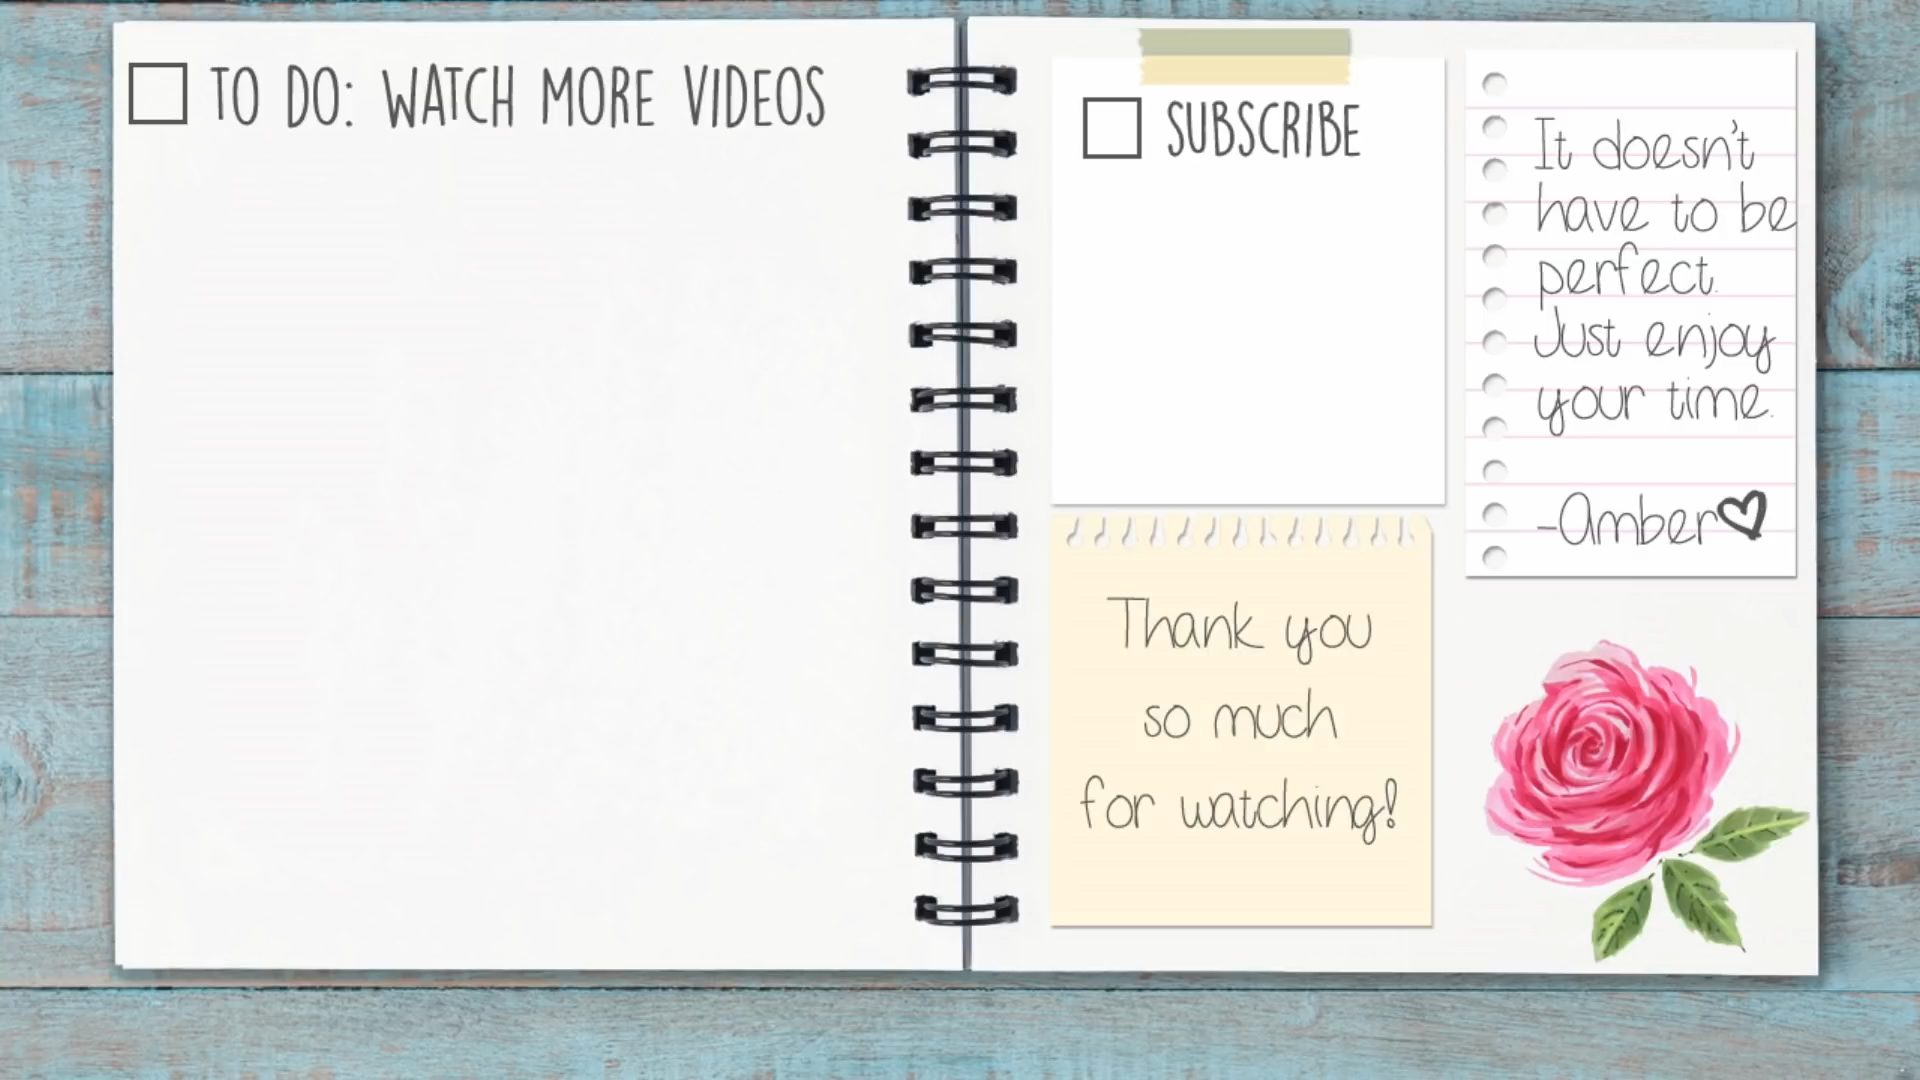 TO DO: WATCH MORE VIDEOS
SUBSCRIBE
It doesn't
have to be
perfect.
Just enjoy
your time.
-Amber
Thank you
so much
for watching!